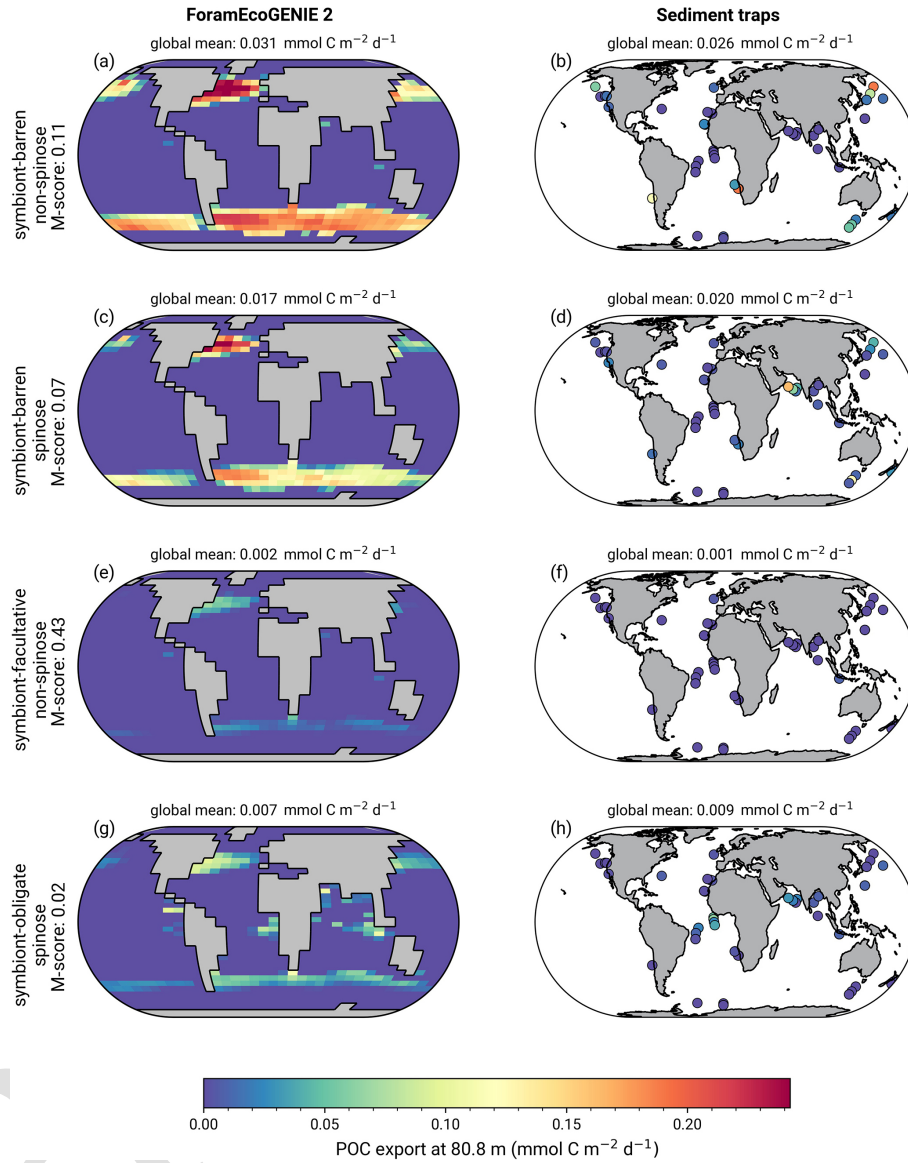 ForamEcoGENIE 2
Sediment traps
global mean: 0.031 mmol C m⁻² d⁻¹
global mean: 0.026 mmol C m⁻² d⁻¹
(a)
(b)
symbiont-barren
non-spinose
M-score: 0.11
global mean: 0.017 mmol C m⁻² d⁻¹
global mean: 0.020 mmol C m⁻² d⁻¹
(c)
(d)
symbiont-barren
spinose
M-score: 0.07
global mean: 0.002 mmol C m⁻² d⁻¹
global mean: 0.001 mmol C m⁻² d⁻¹
(e)
(f)
symbiont-facultative
non-spinose
M-score: 0.43
global mean: 0.007 mmol C m⁻² d⁻¹
global mean: 0.009 mmol C m⁻² d⁻¹
(g)
(h)
symbiont-obligate
spinose
M-score: 0.02
0.00 0.05 0.10 0.15 0.20
POC export at 80.8 m (mmol C m⁻² d⁻¹)